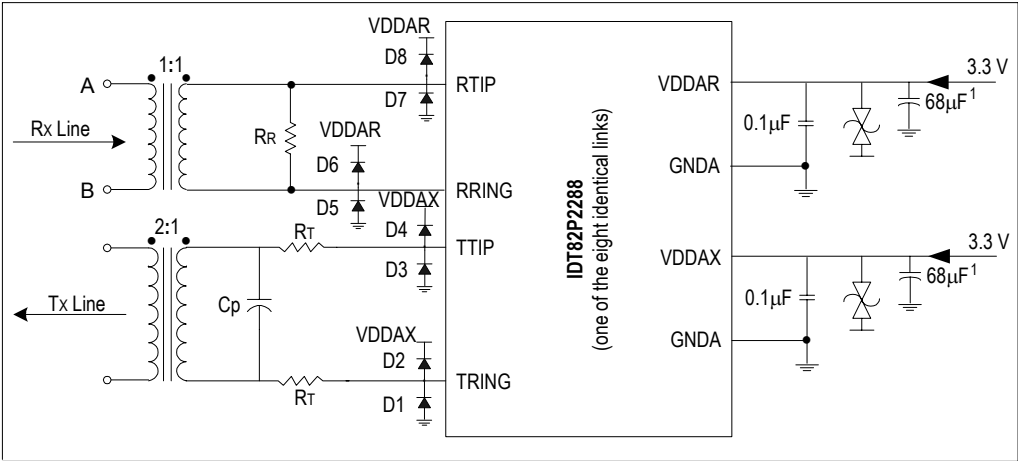 VDDAR
D8
1:1
A
RTIP
D7
Rx Line
RR
VDDAR
D6
B
RRING
D5
VDDAX
2:1
RT
D4
TTIP
D3
Tx Line
Cp
VDDAX
D2
RT
TRING
D1
IDT82P2288
(one of the eight identical links)
VDDAR
3.3 V
68µF1
0.1µF
GNDA
VDDAX
3.3 V
68µF1
0.1µF
GNDA